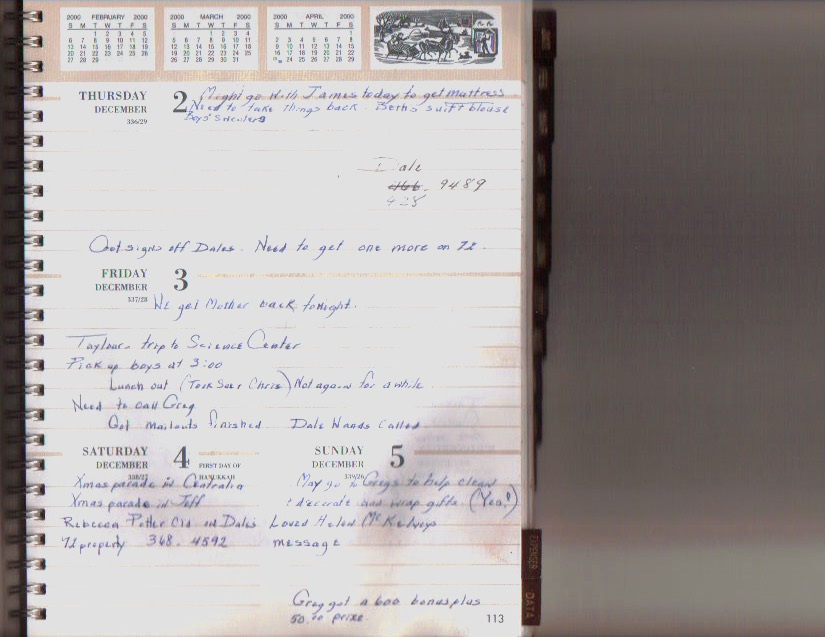 2000 FEBRUARY 2000
S M T W T F S
1 2 3 4 5
6 7 8 9 10 11 12
13 14 15 16 17 18 19
20 21 22 23 24 25 26
27 28 29
2000 MARCH 2000
S M T W T F S
1 2 3 4
5 6 7 8 9 10 11
12 13 14 15 16 17 18
19 20 21 22 23 24 25
26 27 28 29 30 31
2000 APRIL 2000
S M T W T F S
1
2 3 4 5 6 7 8
9 10 11 12 13 14 15
16 17 18 19 20 21 22
24 25 26 27 28 29
THURSDAY 2
DECEMBER
336/29
Might go with James today to get mattress
Need to take things back. Beth's suit & blouse
Boys' sweaters
Dale
466-9489
928
Got signs off Dales. Need to get one more on 72.
FRIDAY 3
DECEMBER
337/28
We get Mother back tonight.
Taylour trip to Science Center
Pick up boys at 3:00
Lunch out (Took Chris) Not again for a while
Need to call Greg
Got mailouts finished Dale Hands called.
SATURDAY 4
DECEMBER
338/27
FIRST DAY OF
HANUKKAH
Xmas parade in Centralia
Xmas parade in Jeff
Rebecca Potter Cld in Dales
72 property 368-4592
SUNDAY 5
DECEMBER
339/26
May go to Gregs to help clean
decorate and wrap gifts (Yea!)
Loved Helen McKelveys
message
Greg got a 600 bonus plus
50.00 prize
113
EXPENSES
DATA